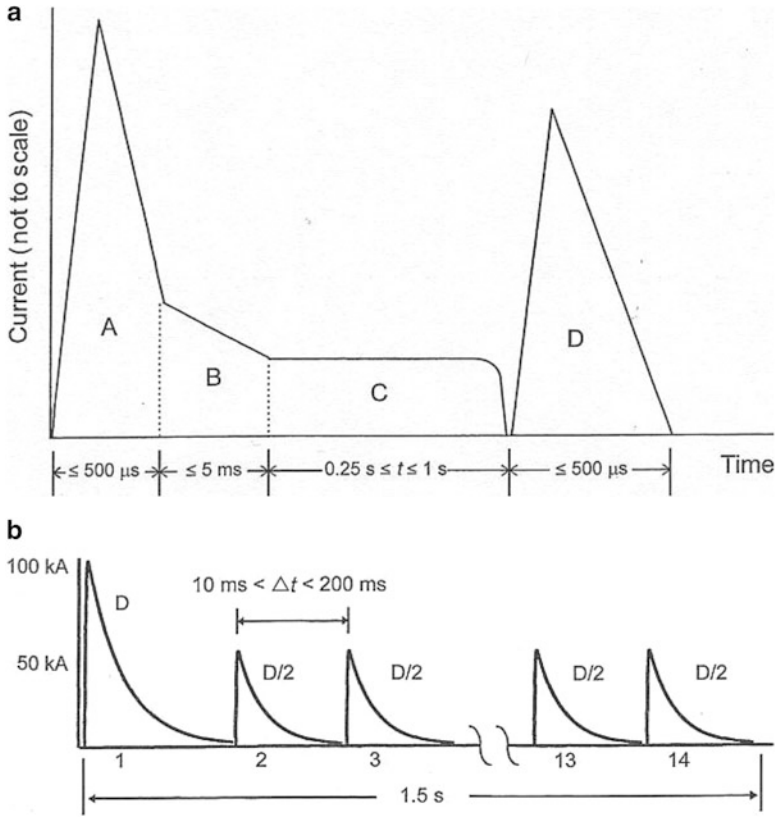 a
Current (not to scale)
A
B
C
D
≤ 500 μs
≤ 5 ms
0.25 s ≤ t ≤ 1 s
≤ 500 μs
Time
b
100 kA
50 kA
D
10 ms < △t < 200 ms
D/2
D/2
D/2
D/2
1
2
3
13
14
1.5 s